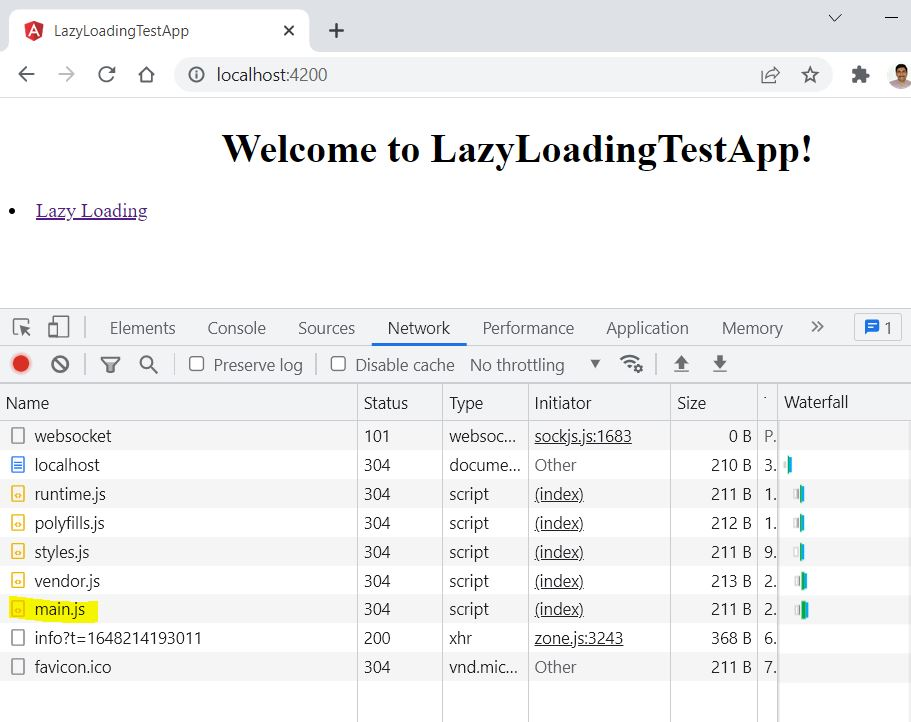 LazyLoadingTestApp
localhost:4200
Welcome to LazyLoadingTestApp!
Lazy Loading
Elements Console Sources Network Performance Application Memory 1
Preserve log Disable cache No throttling
Name Status Type Initiator Size Waterfall
websocket 101 websoc... sockjs.js:1683 0 B P.
localhost 304 docume... Other 210 B 3.
runtime.js 304 script (index) 211 B 1.
polyfills.js 304 script (index) 212 B 1.
styles.js 304 script (index) 211 B 9.
vendor.js 304 script (index) 213 B 2.
main.js 304 script (index) 211 B 2.
info?t=1648214193011 200 xhr zone.js:3243 368 B 6.
favicon.ico 304 vnd.mic... Other 211 B 7.